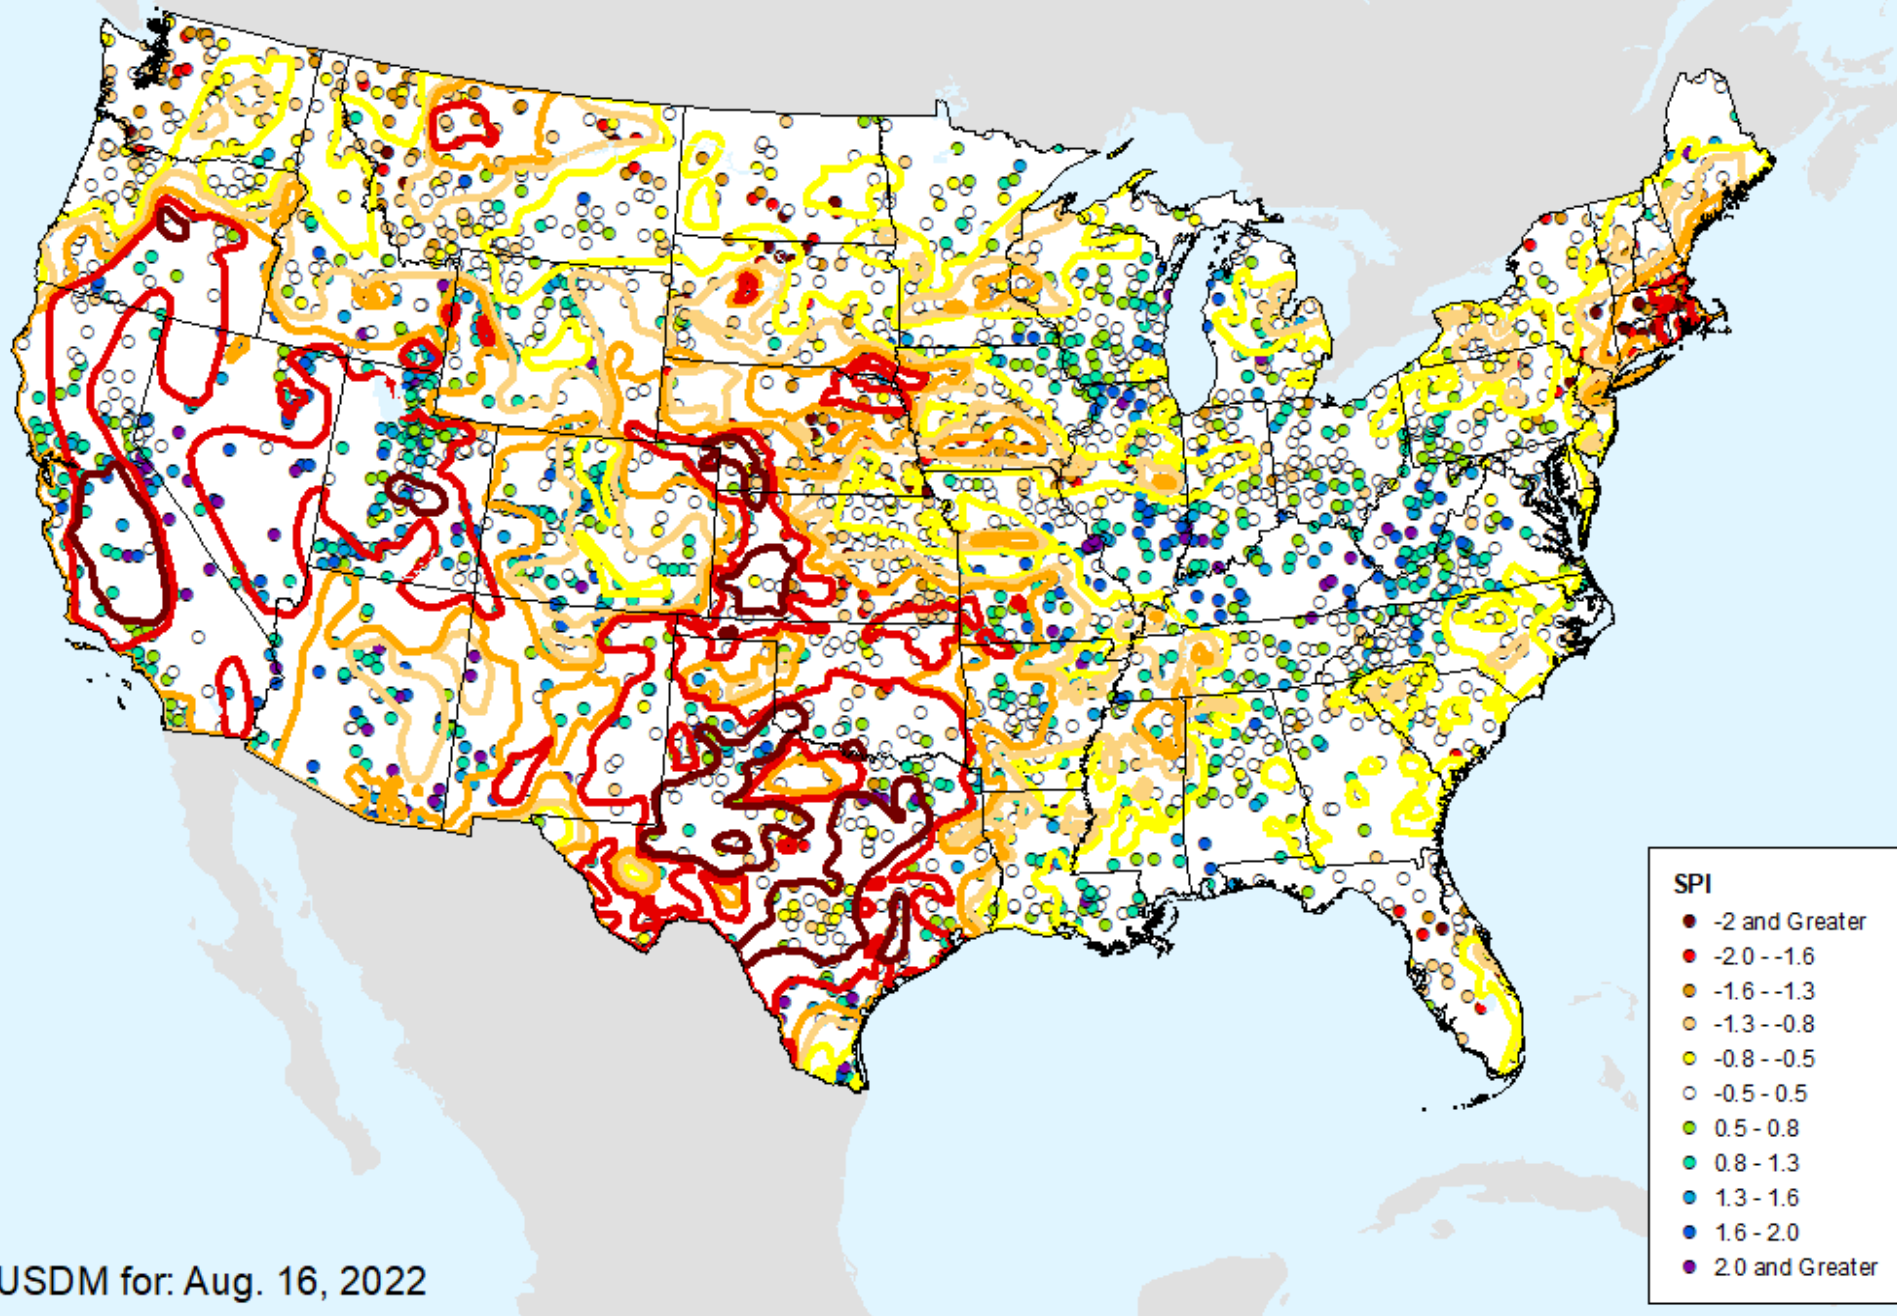 SPI
-2 and Greater
-2.0 - -1.6
-1.6 - -1.3
-1.3 - -0.8
-0.8 - -0.5
-0.5 - 0.5
0.5 - 0.8
0.8 - 1.3
1.3 - 1.6
1.6 - 2.0
2.0 and Greater
USDM for: Aug. 16, 2022